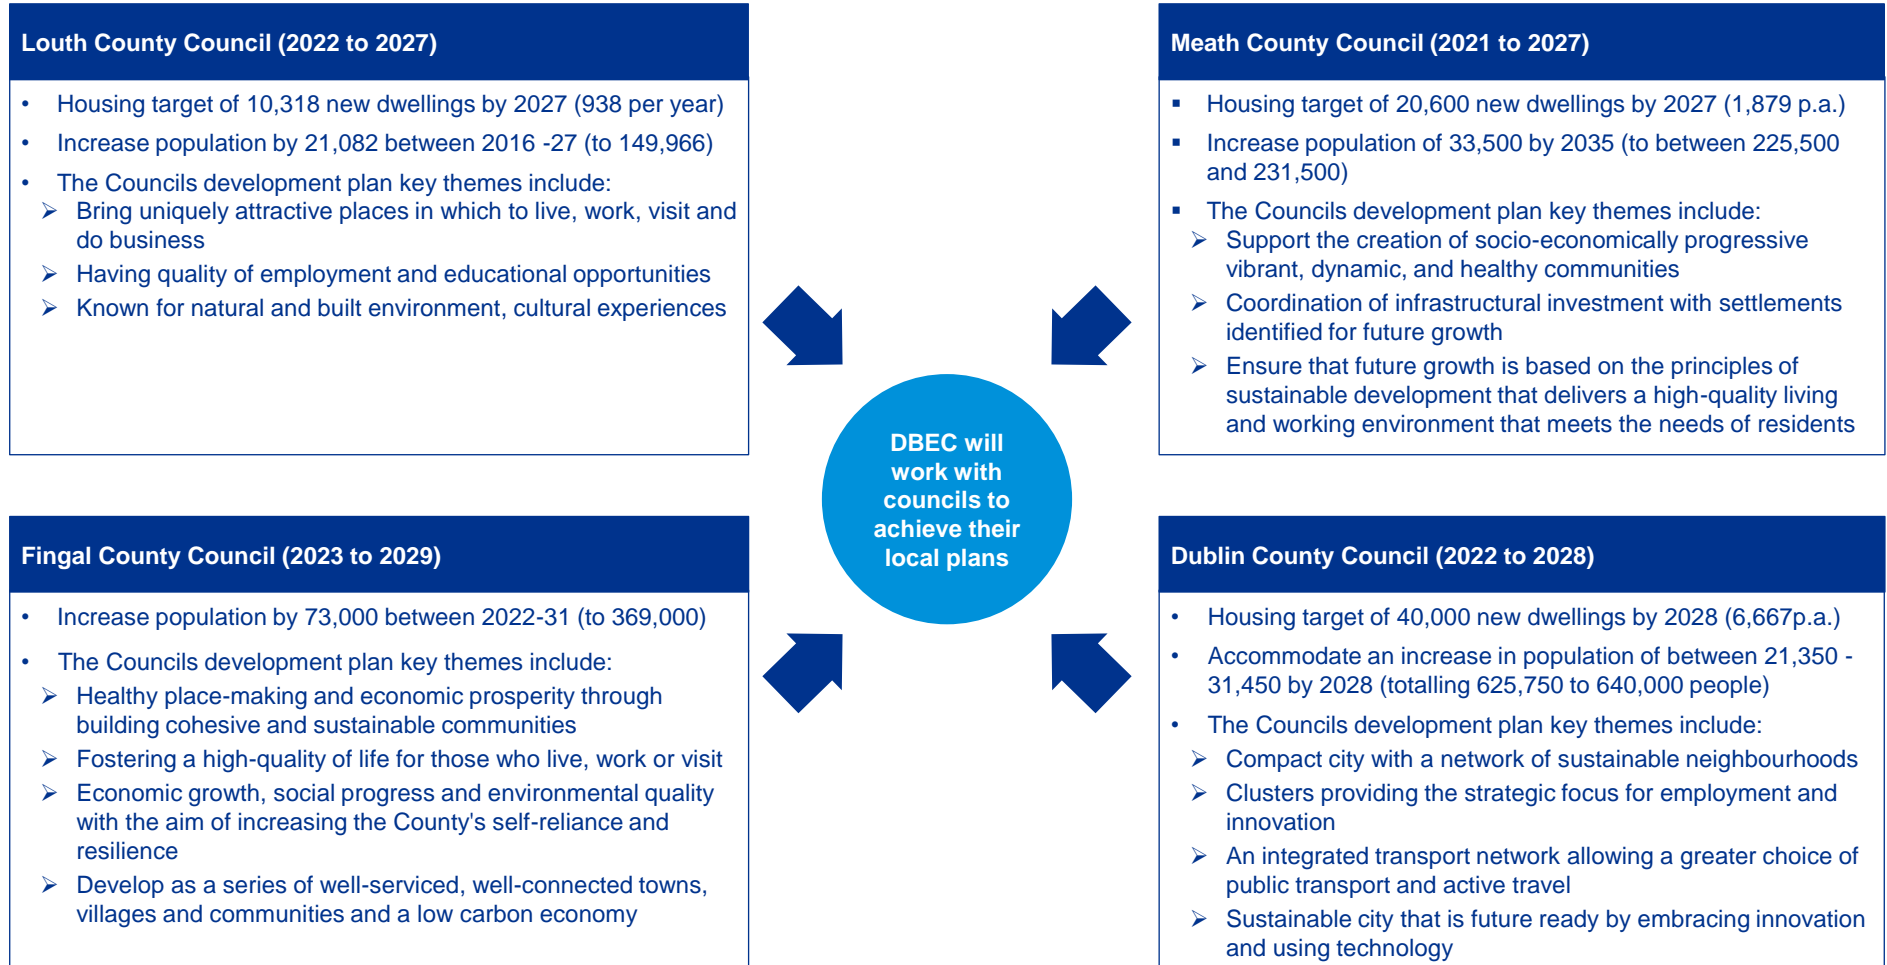 Louth County Council (2022 to 2027)
• Housing target of 10,318 new dwellings by 2027 (938 per year)
• Increase population by 21,082 between 2016 -27 (to 149,966)
• The Councils development plan key themes include:
➢ Bring uniquely attractive places in which to live, work, visit and
do business
➢ Having quality of employment and educational opportunities
➢ Known for natural and built environment, cultural experiences
Meath County Council (2021 to 2027)
▪ Housing target of 20,600 new dwellings by 2027 (1,879 p.a.)
▪ Increase population of 33,500 by 2035 (to between 225,500
and 231,500)
▪ The Councils development plan key themes include:
➢ Support the creation of socio-economically progressive
vibrant, dynamic, and healthy communities
➢ Coordination of infrastructural investment with settlements
identified for future growth
➢ Ensure that future growth is based on the principles of
sustainable development that delivers a high-quality living
and working environment that meets the needs of residents
DBEC will
work with
councils to
achieve their
local plans
Fingal County Council (2023 to 2029)
• Increase population by 73,000 between 2022-31 (to 369,000)
• The Councils development plan key themes include:
➢ Healthy place-making and economic prosperity through
building cohesive and sustainable communities
➢ Fostering a high-quality of life for those who live, work or visit
➢ Economic growth, social progress and environmental quality
with the aim of increasing the County's self-reliance and
resilience
➢ Develop as a series of well-serviced, well-connected towns,
villages and communities and a low carbon economy
Dublin County Council (2022 to 2028)
• Housing target of 40,000 new dwellings by 2028 (6,667p.a.)
• Accommodate an increase in population of between 21,350 -
31,450 by 2028 (totalling 625,750 to 640,000 people)
• The Councils development plan key themes include:
➢ Compact city with a network of sustainable neighbourhoods
➢ Clusters providing the strategic focus for employment and
innovation
➢ An integrated transport network allowing a greater choice of
public transport and active travel
➢ Sustainable city that is future ready by embracing innovation
and using technology